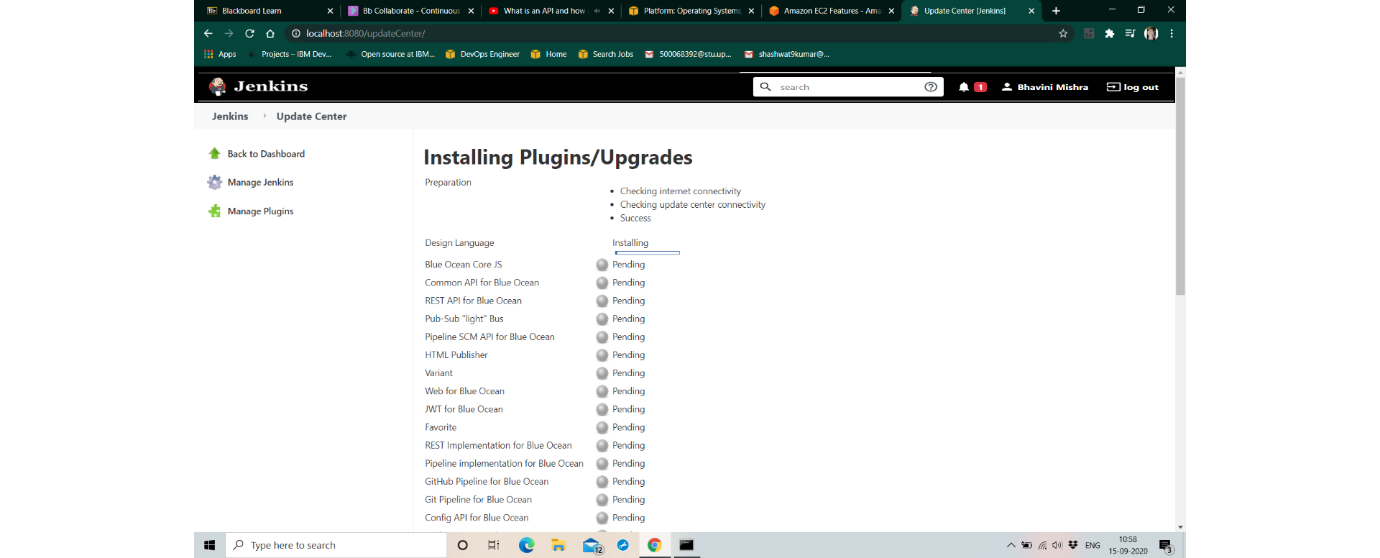 Blackboard Learn
Bb Collaborate - Continuous
What is an API and how
Platform: Operating Systems
Amazon EC2 Features - Ama
Update Center [Jenkins]
localhost:8080/updateCenter/
Apps
Projects – IBM Dev...
Open source at IBM...
DevOps Engineer
Home
Search Jobs
500068392@stu.up...
shashwat9kumar@...
Jenkins
search
1
Bhavini Mishra
log out
Jenkins
Update Center
Back to Dashboard
Manage Jenkins
Manage Plugins
Installing Plugins/Upgrades
Preparation
Checking internet connectivity
Checking update center connectivity
Success
Design Language Installing
Blue Ocean Core JS Pending
Common API for Blue Ocean Pending
REST API for Blue Ocean Pending
Pub-Sub "light" Bus Pending
Pipeline SCM API for Blue Ocean Pending
HTML Publisher Pending
Variant Pending
Web for Blue Ocean Pending
JWT for Blue Ocean Pending
Favorite Pending
REST Implementation for Blue Ocean Pending
Pipeline implementation for Blue Ocean Pending
GitHub Pipeline for Blue Ocean Pending
Git Pipeline for Blue Ocean Pending
Config API for Blue Ocean Pending
Type here to search
12
ENG
10:58
15-09-2020
3